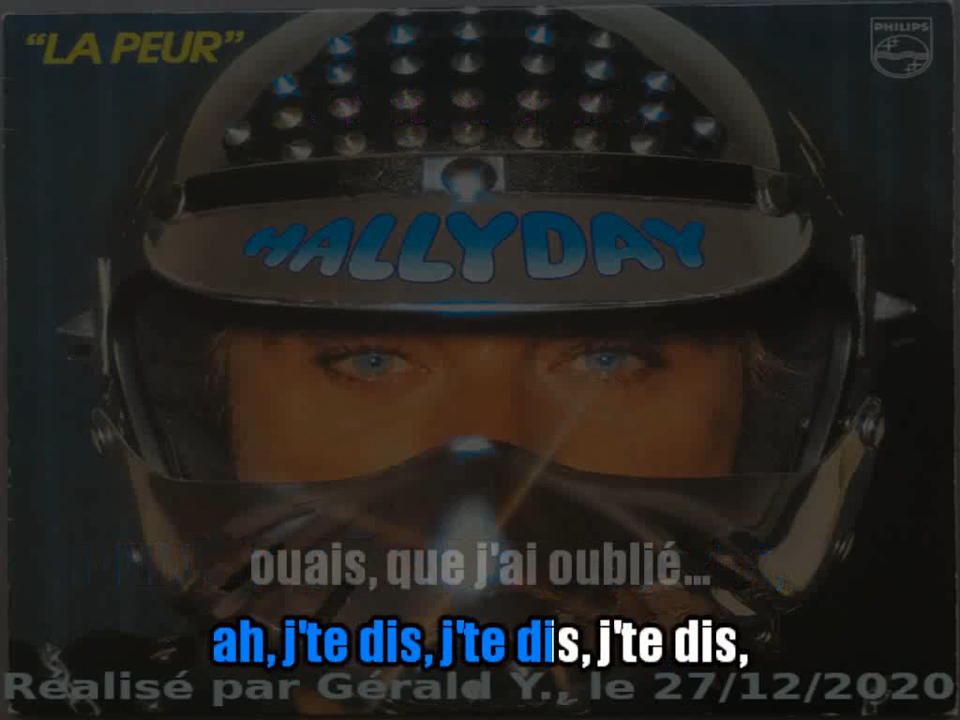 “LA PEUR”
PHILIPS
HALLYDAY
ouais, que j'ai oublié...
ah, j'te dis, j'te dis, j'te dis,
Réalisé par Gérald Y., le 27/12/2020